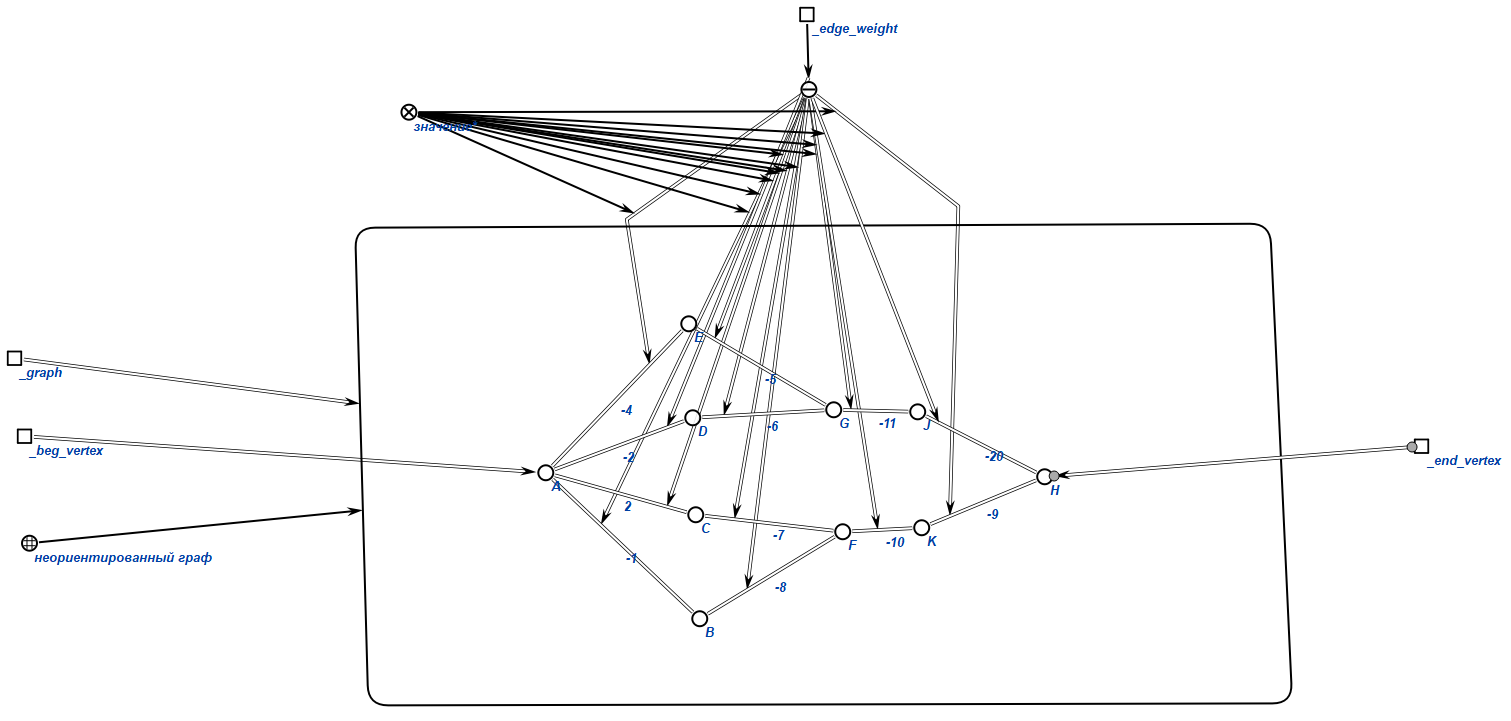 _edge_weight
значение*
_graph
_beg_vertex
неориентированный граф
_end_vertex
E
-5
-4
D
-6
G
-11
J
-2
-20
A
H
2
C
-7
F
-10
K
-9
-1
-8
B